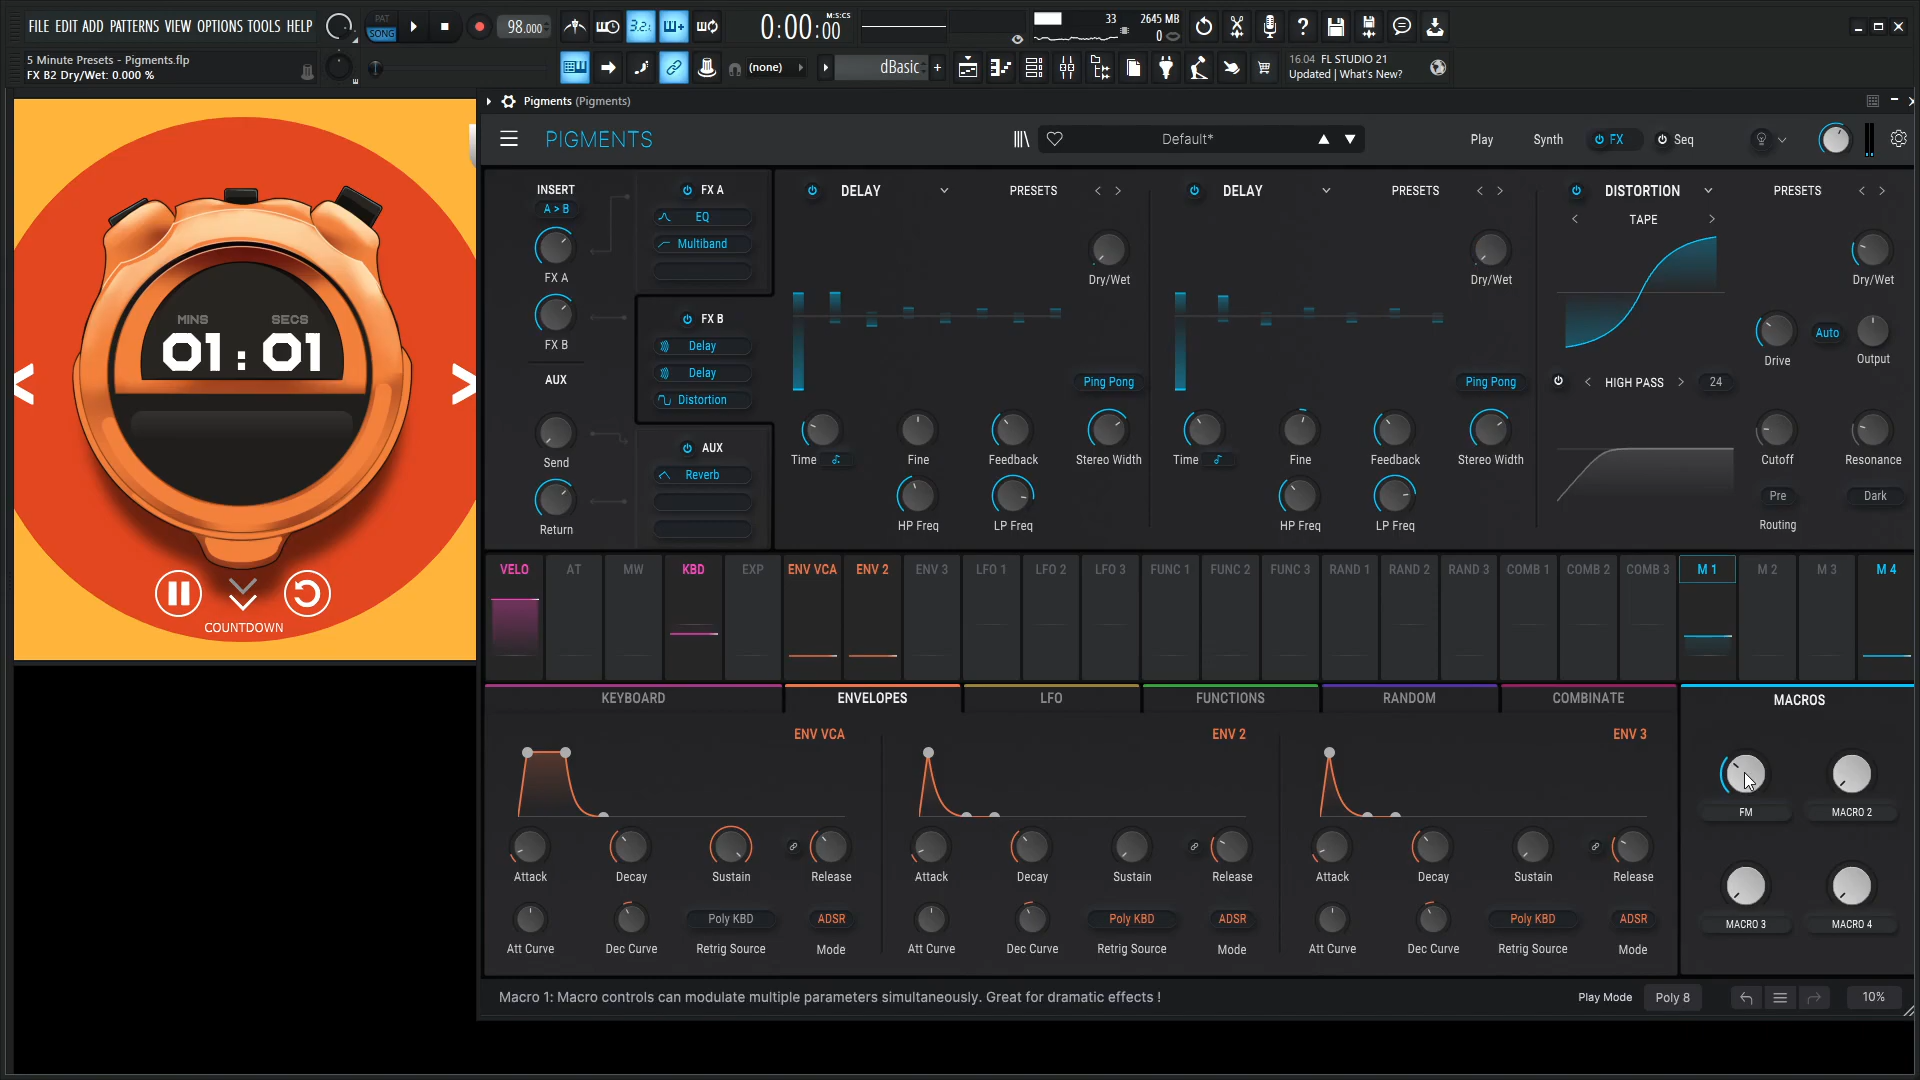 FILE EDIT ADD PATTERNS VIEW OPTIONS TOOLS HELP
PAT
SONG
98.000
3.2.
0:00:00
M:S:CS
33
2645 MB
0
5 Minute Presets - Pigments.flp
FX B2 Dry/Wet: 0.000 %
(none)
dBasic
16.04 FL STUDIO 21
Updated | What's New?
Pigments (Pigments)
PIGMENTS
Default*
Play
Synth
FX
Seq
INSERT
A > B
FX A
FX B
AUX
Send
Return
FX A
EQ
Multiband
FX B
Delay
Delay
Distortion
AUX
Reverb
DELAY
PRESETS
Dry/Wet
Ping Pong
Time
Fine
Feedback
Stereo Width
HP Freq
LP Freq
DELAY
PRESETS
Dry/Wet
Ping Pong
Time
Fine
Feedback
Stereo Width
HP Freq
LP Freq
DISTORTION
PRESETS
TAPE
Dry/Wet
Drive
Auto
Output
HIGH PASS
24
Cutoff
Resonance
Pre
Dark
Routing
MINS
SECS
01 : 01
COUNTDOWN
VELO
AT
MW
KBD
EXP
ENV VCA
ENV 2
ENV 3
LFO 1
LFO 2
LFO 3
FUNC 1
FUNC 2
FUNC 3
RAND 1
RAND 2
RAND 3
COMB 1
COMB 2
COMB 3
M 1
M 2
M 3
M 4
KEYBOARD
ENVELOPES
LFO
FUNCTIONS
RANDOM
COMBINATE
MACROS
ENV VCA
Attack
Decay
Sustain
Release
Poly KBD
ADSR
Att Curve
Dec Curve
Retrig Source
Mode
ENV 2
Attack
Decay
Sustain
Release
Poly KBD
ADSR
Att Curve
Dec Curve
Retrig Source
Mode
ENV 3
Attack
Decay
Sustain
Release
Poly KBD
ADSR
Att Curve
Dec Curve
Retrig Source
Mode
FM
MACRO 2
MACRO 3
MACRO 4
Macro 1: Macro controls can modulate multiple parameters simultaneously. Great for dramatic effects !
Play Mode
Poly 8
10%